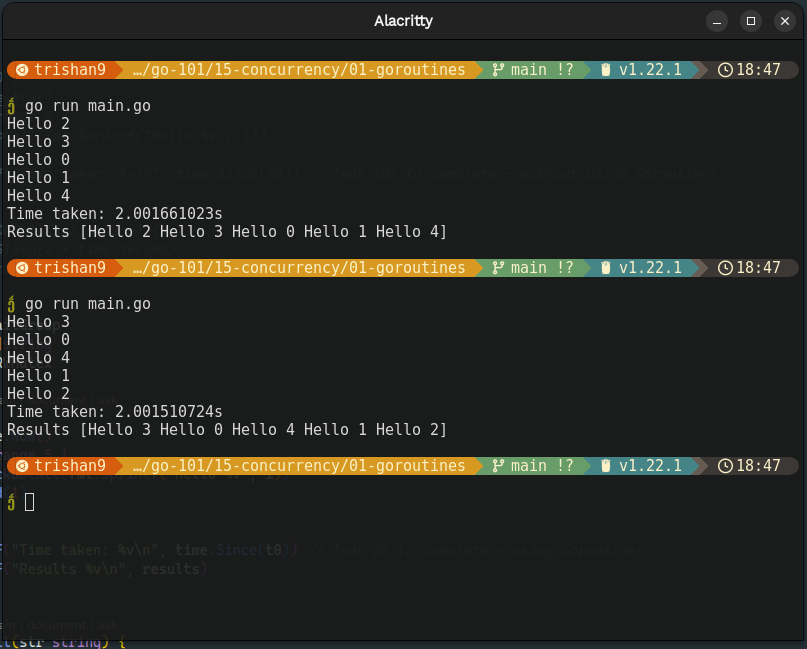 Alacritty
trishan9 …/go-101/15-concurrency/01-goroutines main !? v1.22.1 18:47
go run main.go
Hello 2
Hello 3
Hello 0
Hello 1
Hello 4
Time taken: 2.001661023s
Results [Hello 2 Hello 3 Hello 0 Hello 1 Hello 4]
trishan9 …/go-101/15-concurrency/01-goroutines main !? v1.22.1 18:47
go run main.go
Hello 3
Hello 0
Hello 4
Hello 1
Hello 2
Time taken: 2.001510724s
Results [Hello 3 Hello 0 Hello 4 Hello 1 Hello 2]
trishan9 …/go-101/15-concurrency/01-goroutines main !? v1.22.1 18:47
("Time taken: %v\n", time.Since(t0)) // Took 2s to complete - using Goroutines
("Results %v\n", results)
| document | ask
(str string) {